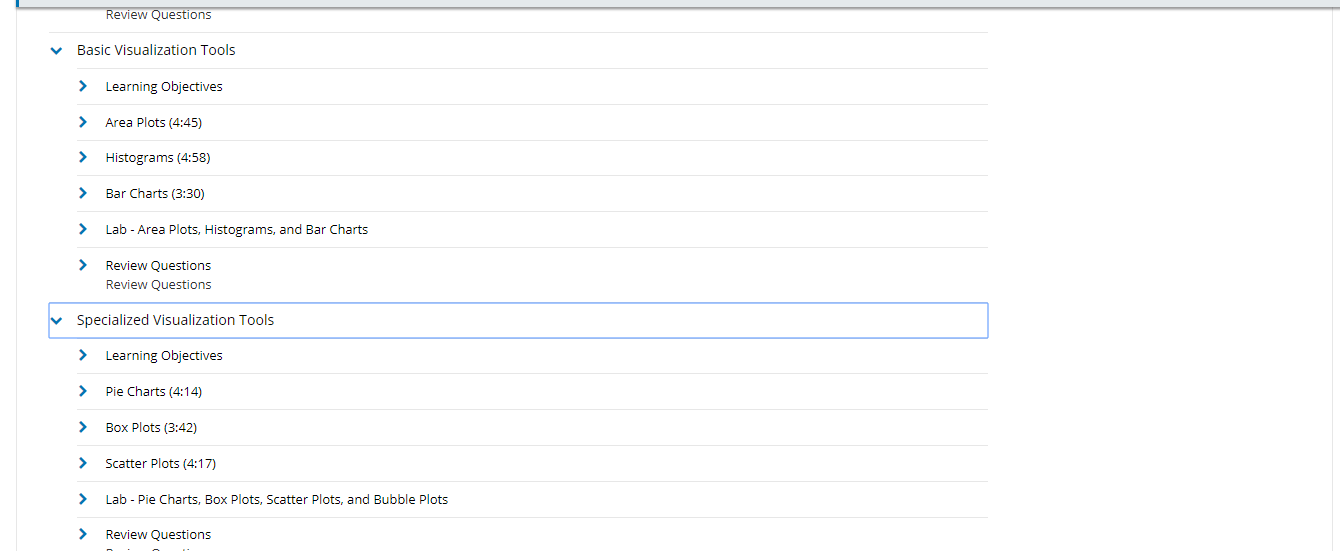 Review Questions
Basic Visualization Tools
Learning Objectives
Area Plots (4:45)
Histograms (4:58)
Bar Charts (3:30)
Lab - Area Plots, Histograms, and Bar Charts
Review Questions
Review Questions
Specialized Visualization Tools
Learning Objectives
Pie Charts (4:14)
Box Plots (3:42)
Scatter Plots (4:17)
Lab - Pie Charts, Box Plots, Scatter Plots, and Bubble Plots
Review Questions